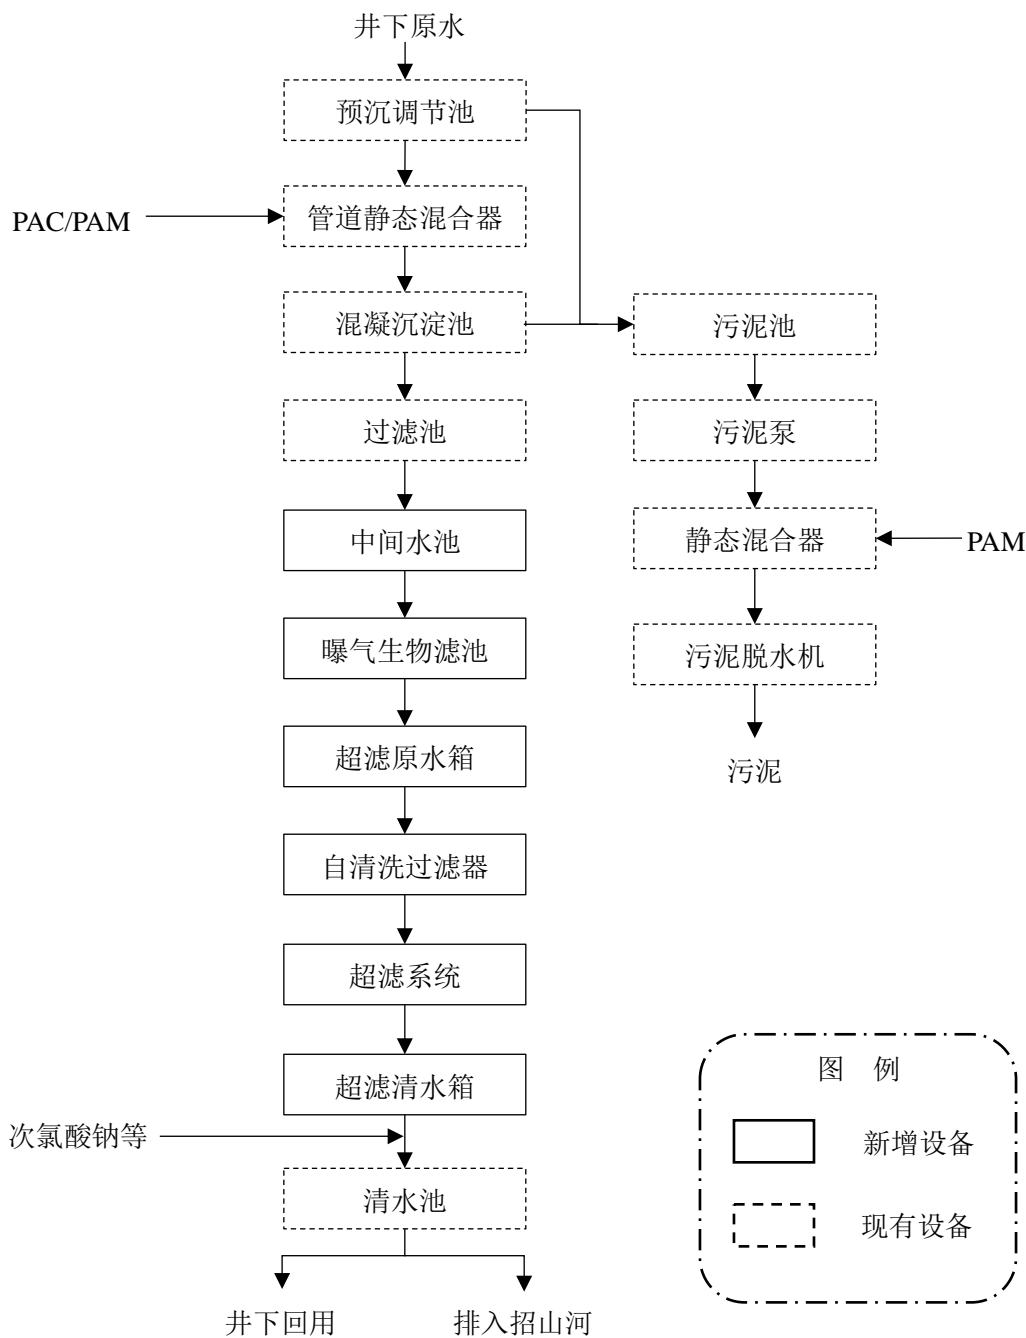 井下原水
预沉调节池
PAC/PAM
管道静态混合器
混凝沉淀池
污泥池
过滤池
污泥泵
中间水池
静态混合器
PAM
曝气生物滤池
污泥脱水机
超滤原水箱
污泥
自清洗过滤器
超滤系统
超滤清水箱
次氯酸钠等
清水池
井下回用
排入招山河
图 例
新增设备
现有设备